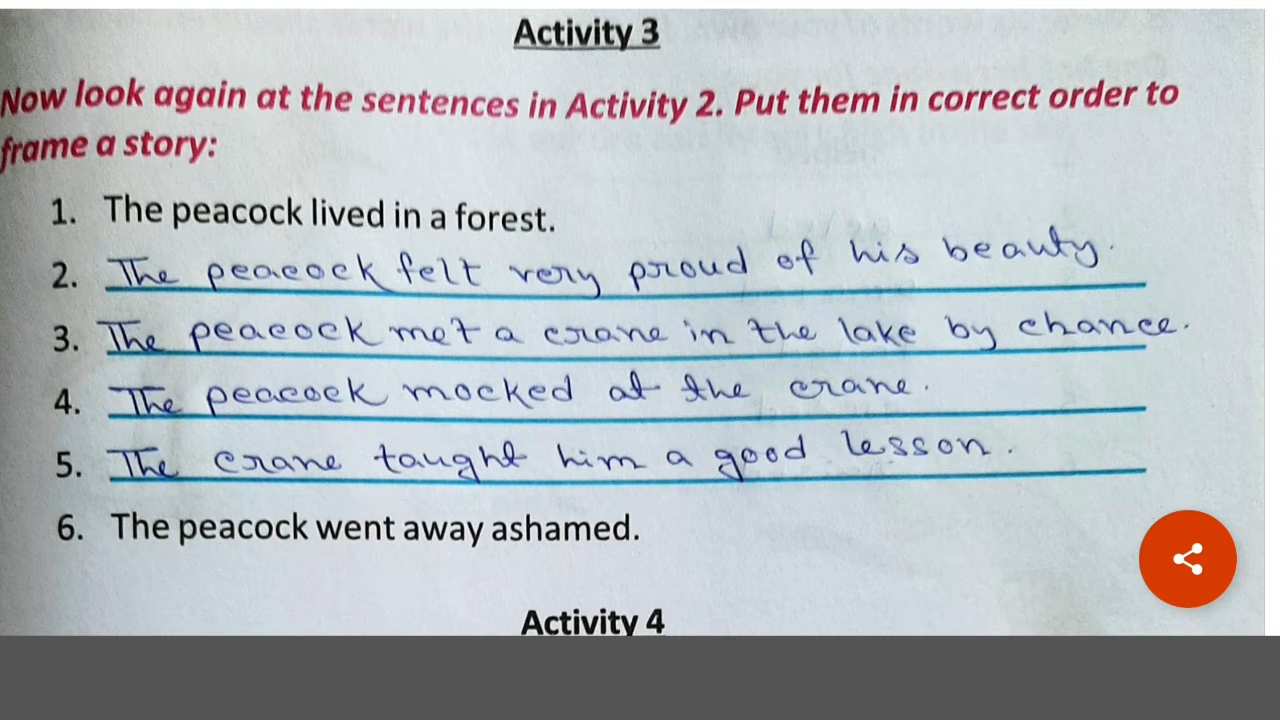 Activity 3
Now look again at the sentences in Activity 2. Put them in correct order to
frame a story:
1. The peacock lived in a forest.
2. The peacock felt very proud of his beauty.
3. The peacock met a crane in the lake by chance.
4. The peacock mocked at the crane.
5. The crane taught him a good lesson.
6. The peacock went away ashamed.
Activity 4